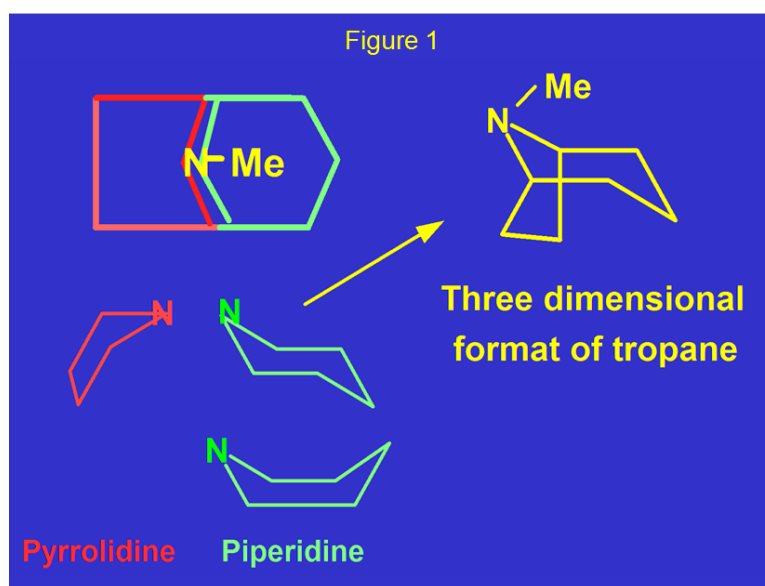 Figure 1
Me
N
N
Me
N
N
Three dimensional
format of tropane
N
Pyrrolidine
Piperidine